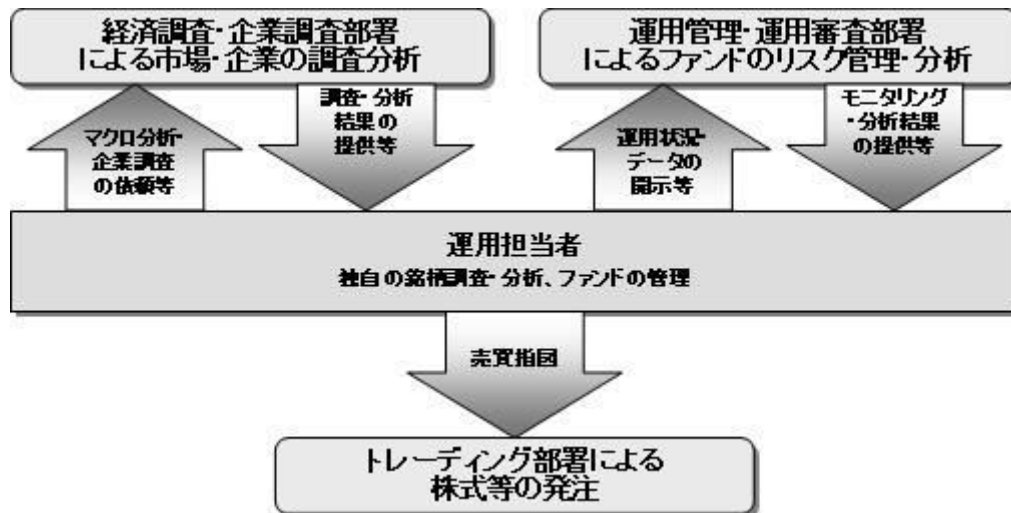 経済調査・企業調査部署
による市場・企業の調査分析
運用管理・運用審査部署
によるファンドのリスク管理・分析
マクロ分析・
企業調査
の依頼等
調査・分析
結果の
提供等
運用状況・
データの
開示等
モニタリング
・分析結果
の提供等
運用担当者
独自の銘柄調査・分析、ファンドの管理
売買指図
トレーディング部署による
株式等の発注